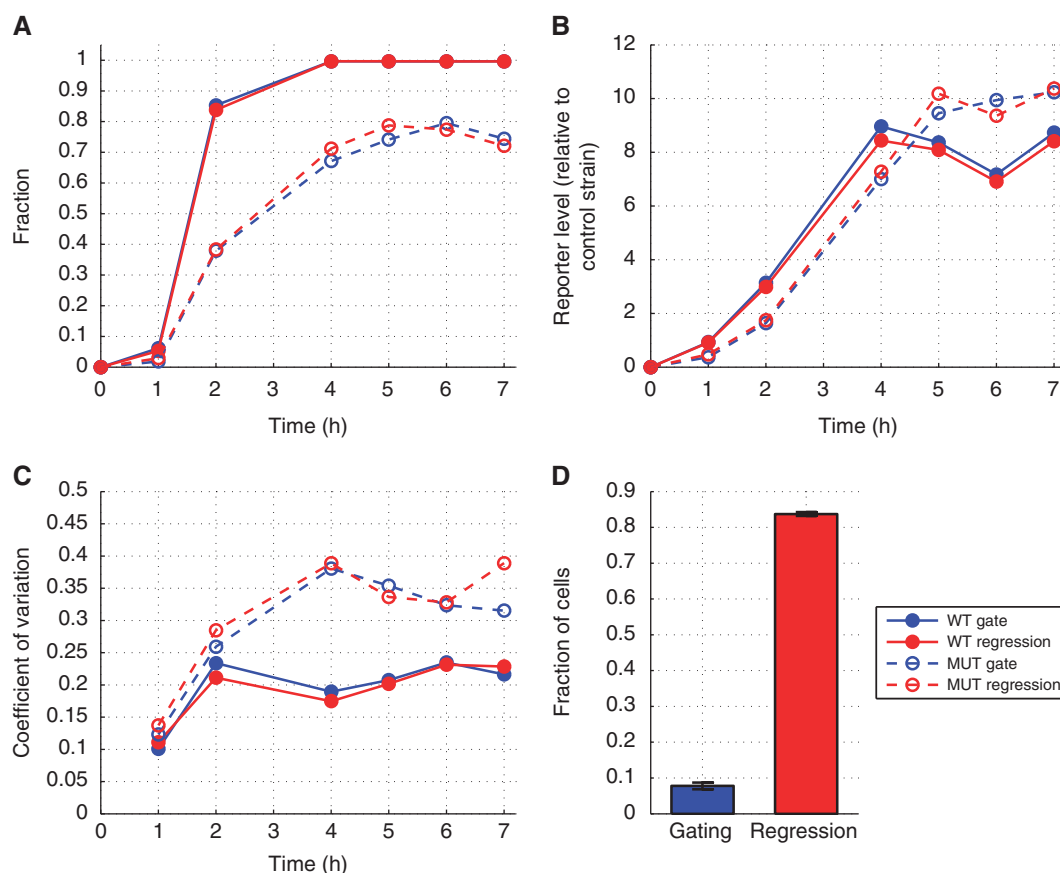 A
Fraction
1
0.9
0.8
0.7
0.6
0.5
0.4
0.3
0.2
0.1
0
0 1 2 3 4 5 6 7
Time (h)
B
Reporter level (relative to
control strain)
12
10
8
6
4
2
0
0 1 2 3 4 5 6 7
Time (h)
C
Coefficient of variation
0.5
0.45
0.4
0.35
0.3
0.25
0.2
0.15
0.1
0.05
0
0 1 2 3 4 5 6 7
Time (h)
D
Fraction of cells
0.9
0.8
0.7
0.6
0.5
0.4
0.3
0.2
0.1
0
Gating Regression
WT gate
WT regression
MUT gate
MUT regression